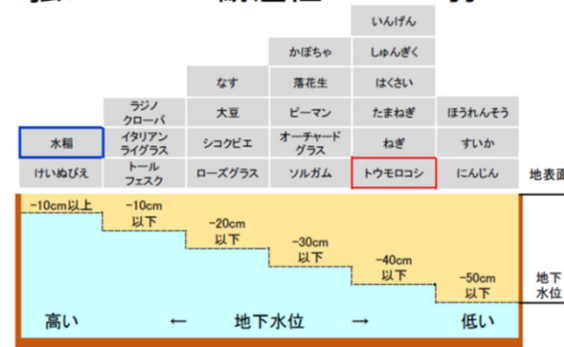 いんげん
かぼちゃ
しゅんぎく
なす
落花生
はくさい
ラジノ
クローバ
大豆
ピーマン
たまねぎ
ほうれんそう
水稲
イタリアン
ライグラス
シコクビエ
オーチャード
グラス
ねぎ
すいか
けいぬびえ
トール
フェスク
ローズグラス
ソルガム
トウモロコシ
にんじん
地表面
-10cm以上
-10cm
以下
-20cm
以下
-30cm
以下
-40cm
以下
-50cm
以下
地下
水位
高い
←
地下水位
→
低い